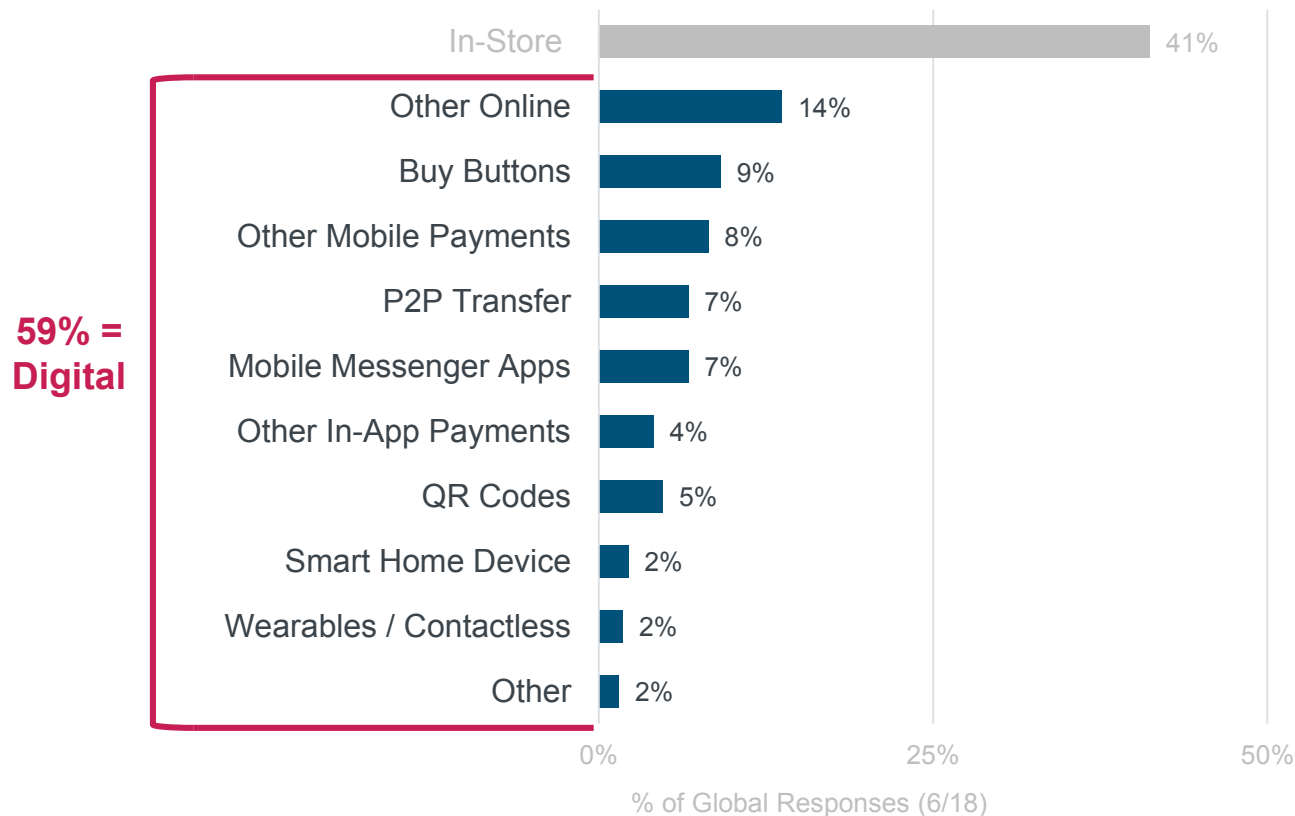 In-Store 41%
Other Online 14%
Buy Buttons 9%
Other Mobile Payments 8%
P2P Transfer 7%
59% =
Digital
Mobile Messenger Apps 7%
Other In-App Payments 4%
QR Codes 5%
Smart Home Device 2%
Wearables / Contactless 2%
Other 2%
0% 25% 50%
% of Global Responses (6/18)